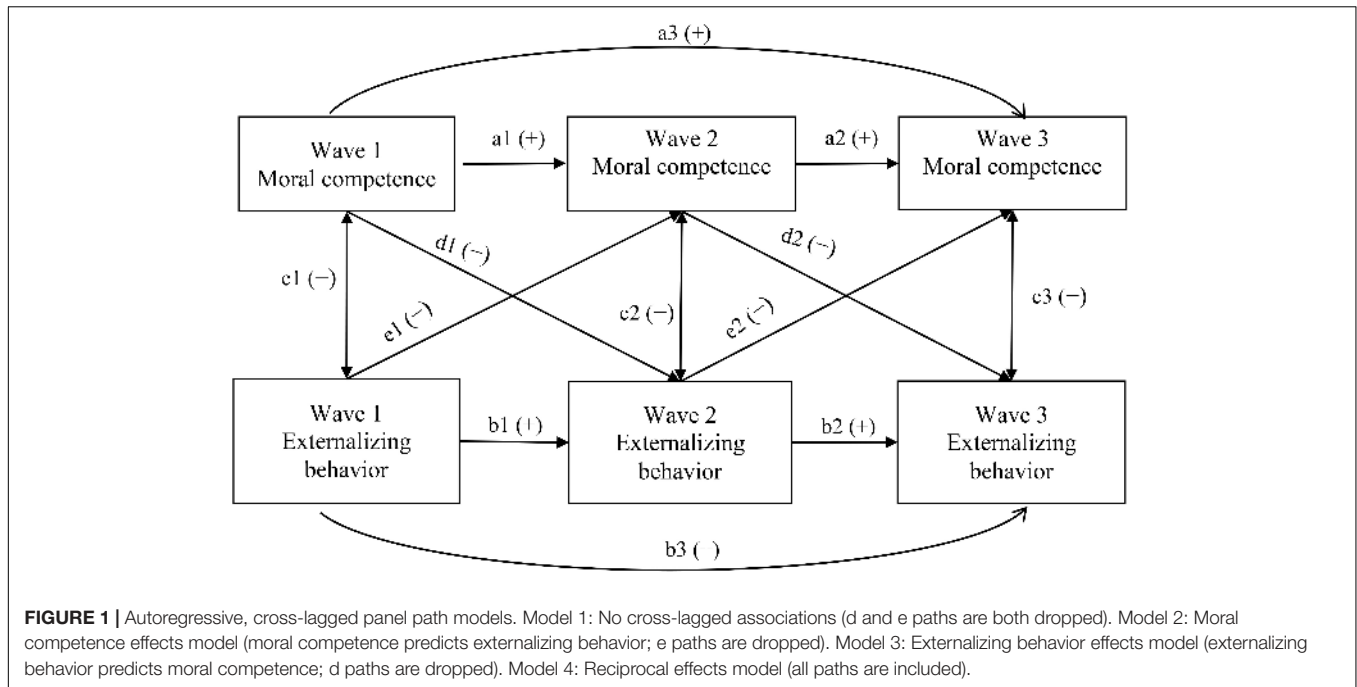 a3 (+)
Wave 1
Moral competence
a1 (+)
Wave 2
Moral competence
a2 (+)
Wave 3
Moral competence
c1 (−)
d1 (−)
e1 (−)
c2 (−)
d2 (−)
e2 (−)
c3 (−)
Wave 1
Externalizing
behavior
b1 (+)
Wave 2
Externalizing
behavior
b2 (+)
Wave 3
Externalizing
behavior
b3
FIGURE 1 | Autoregressive, cross-lagged panel path models. Model 1: No cross-lagged associations (d and e paths are both dropped). Model 2: Moral
competence effects model (moral competence predicts externalizing behavior; e paths are dropped). Model 3: Externalizing behavior effects model (externalizing
behavior predicts moral competence; d paths are dropped). Model 4: Reciprocal effects model (all paths are included).